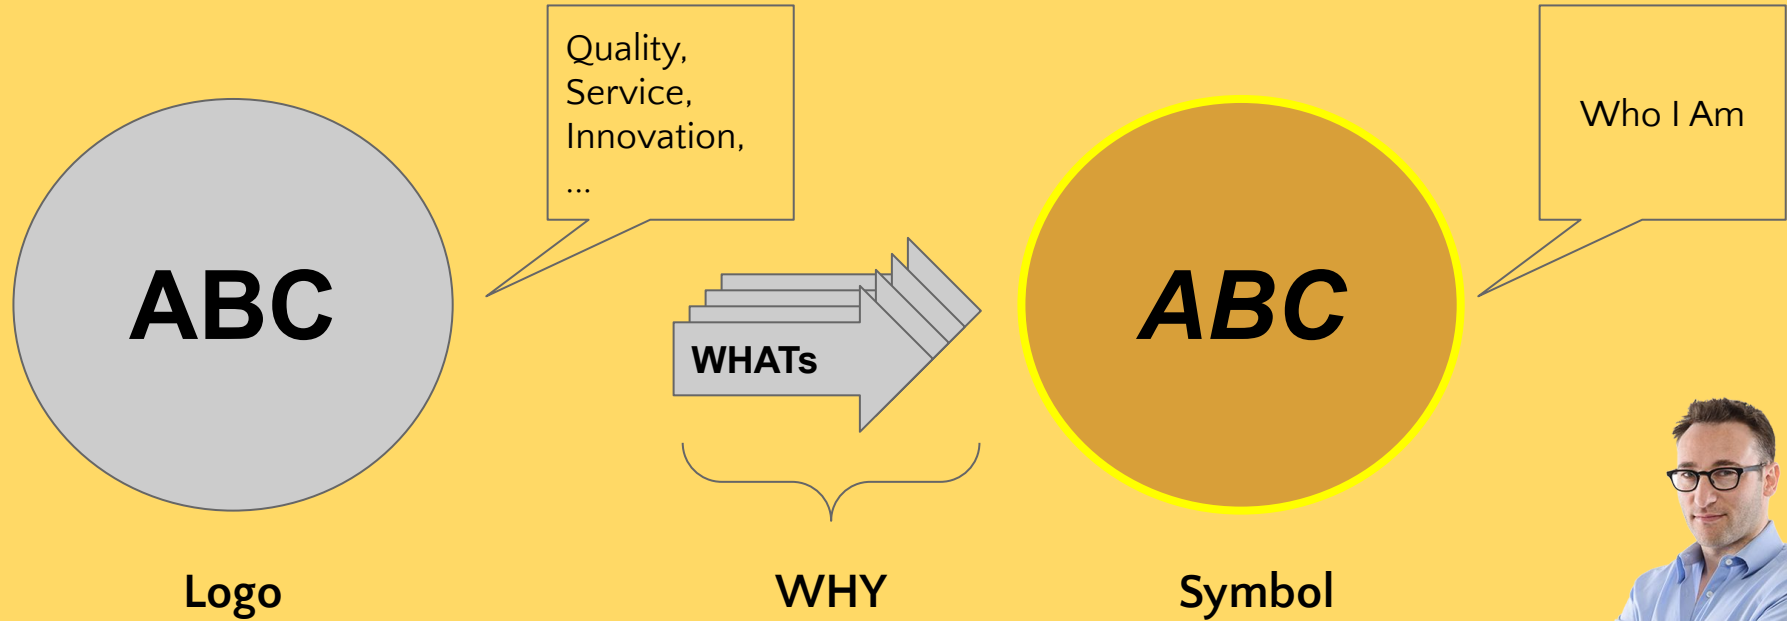 Quality,
Service,
Innovation,
...
Who I Am
ABC
WHATs
ABC
Logo
WHY
Symbol